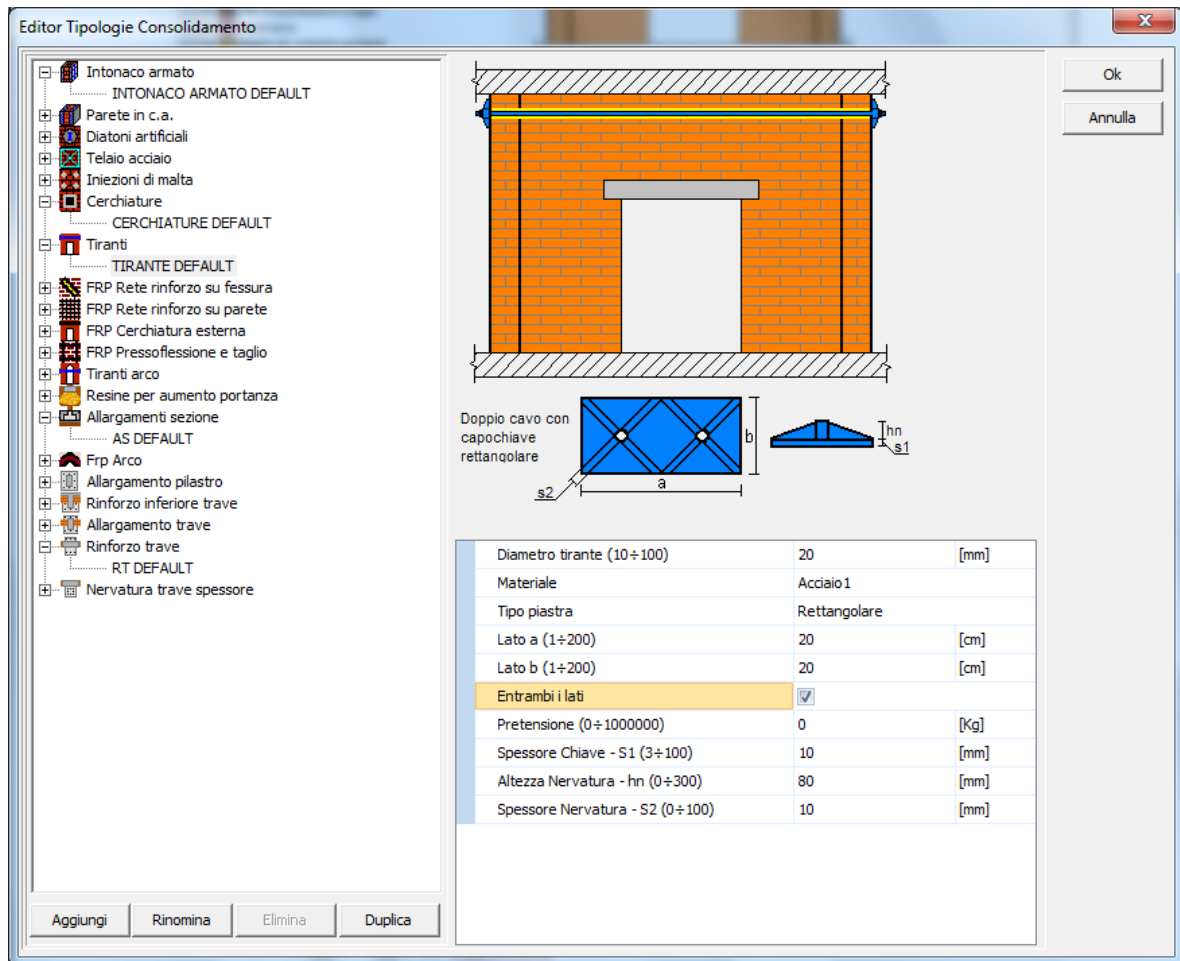 Editor Tipologie Consolidamento
Intonaco armato
INTONACO ARMATO DEFAULT
Parete in c.a.
Diatoni artificiali
Telaio acciaio
Iniezioni di malta
Cerchiature
CERCHIATURE DEFAULT
Tiranti
TIRANTE DEFAULT
FRP Rete rinforzo su fessura
FRP Rete rinforzo su parete
FRP Cerchiatura esterna
FRP Pressoflessione e taglio
Tiranti arco
Resine per aumento portanza
Allargamenti sezione
AS DEFAULT
Frp Arco
Allargamento pilastro
Rinforzo inferiore trave
Allargamento trave
Rinforzo trave
RT DEFAULT
Nervatura trave spessore
Aggiungi
Rinomina
Elimina
Duplica
Doppio cavo con
capochiave
rettangolare
s2
a
b
hn
s1
Diametro tirante (10÷100) 20 [mm]
Materiale Acciaio1
Tipo piastra Rettangolare
Lato a (1÷200) 20 [cm]
Lato b (1÷200) 20 [cm]
Entrambi i lati
Pretensione (0÷1000000) 0 [Kg]
Spessore Chiave - S1 (3÷100) 10 [mm]
Altezza Nervatura - hn (0÷300) 80 [mm]
Spessore Nervatura - S2 (0÷100) 10 [mm]
Ok
Annulla